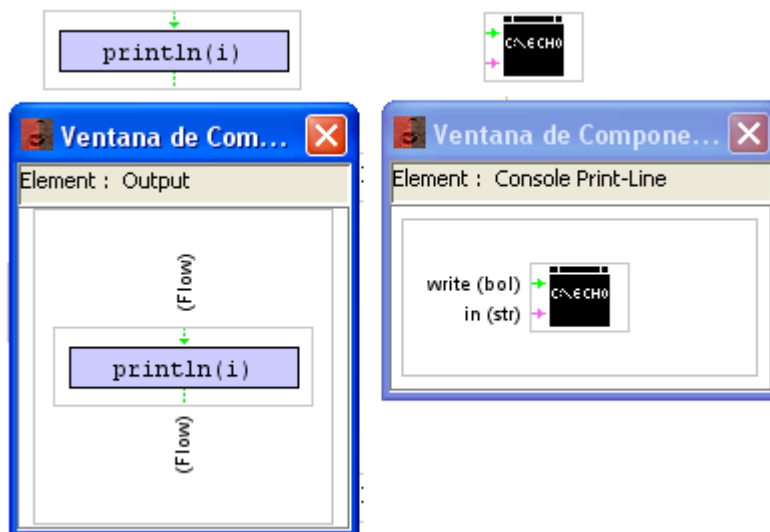 println(i)
C\ECHO
Ventana de Com...
Element : Output
(Flow)
println(i)
(Flow)
Ventana de Compone...
Element : Console Print-Line
write (bol)
in (str)
C\ECHO